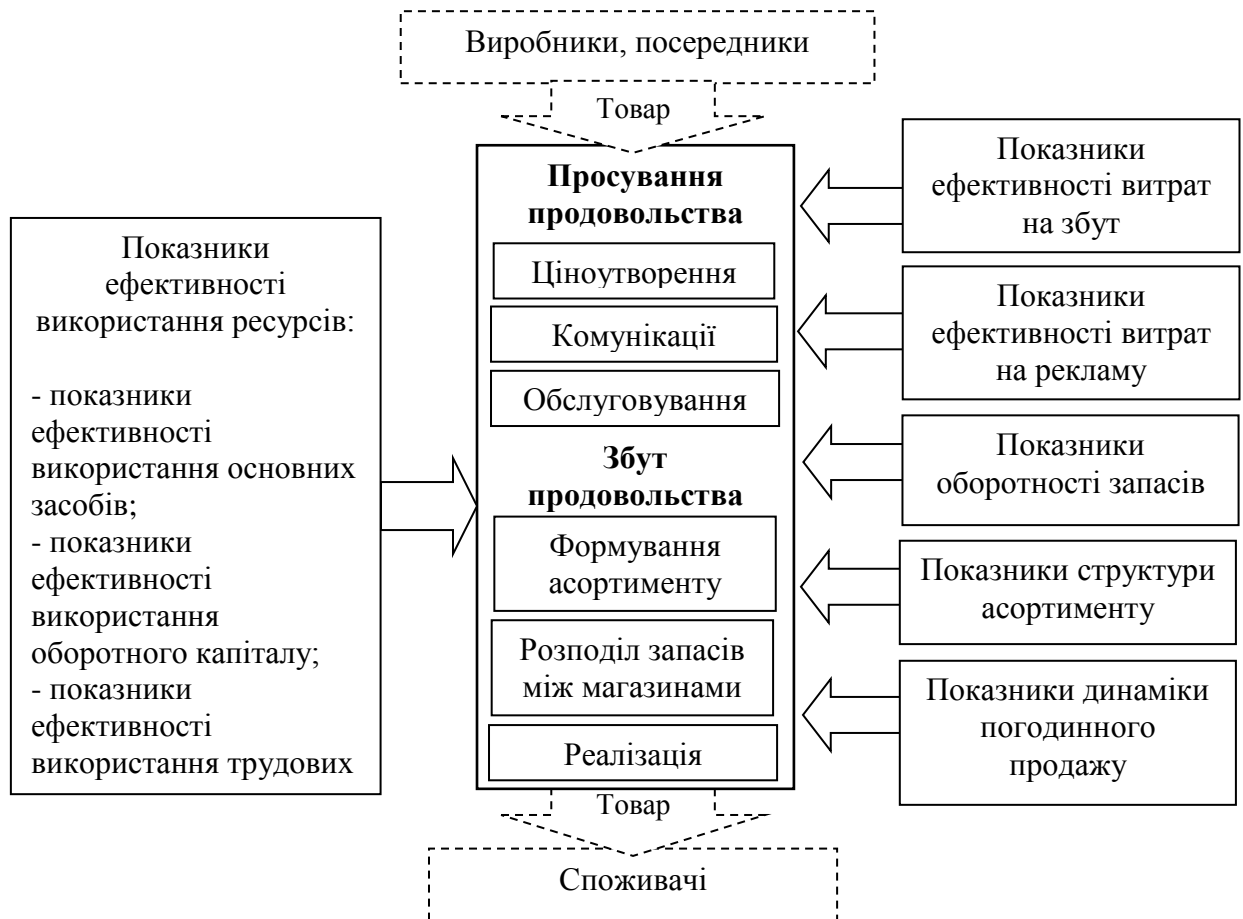 Виробники, посередники
Товар
Показники
ефективності
використання ресурсів:
- показники
ефективності
використання основних
засобів;
- показники
ефективності
використання
оборотного капіталу;
- показники
ефективності
використання трудових
Просування
продовольства
Ціноутворення
Комунікації
Обслуговування
Збут
продовольства
Формування
асортименту
Розподіл запасів
між магазинами
Реалізація
Показники
ефективності витрат
на збут
Показники
ефективності витрат
на рекламу
Показники
оборотності запасів
Показники структури
асортименту
Показники динаміки
погодинного
продажу
Товар
Споживачі